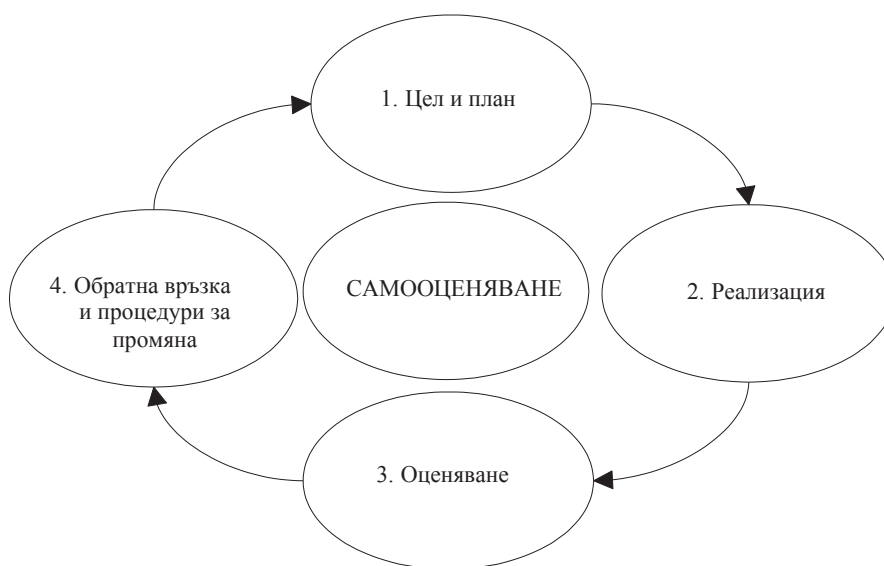 1. Цел и план
4. Обратна връзка
и процедури за
промяна
САМООЦЕНЯВАНЕ
2. Реализация
3. Оценяване